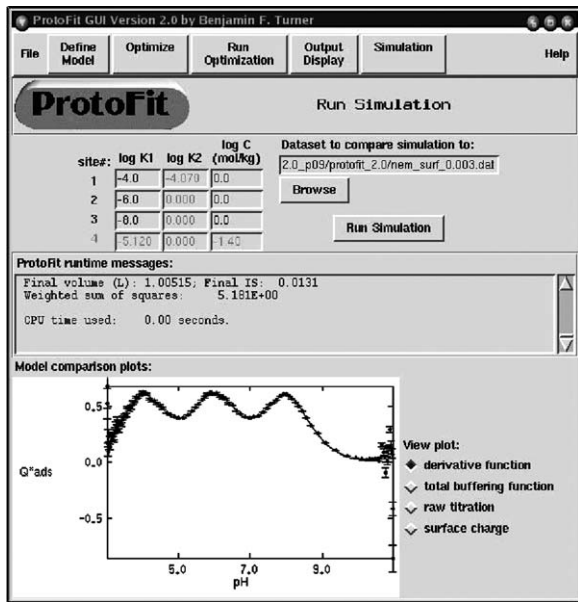 ProtoFit GUI Version 2.0 by Benjamin F. Turner
File Define Model Optimize Run Optimization Output Display Simulation Help
ProtoFit Run Simulation
site#: log K1 log K2 log C (mol/kg) Dataset to compare simulation to:
1 -4.0 -4.070 0.0 2.0_p09/protofit_2.0/nem_surf_0.003.dat
2 -6.0 0.000 0.0 Browse
3 -8.0 0.000 0.0 Run Simulation
4 -5.120 0.000 -1.40
ProtoFit runtime messages:
Final volume (L): 1.00515; Final IS: 0.0131
Weighted sum of squares: 5.181E+00
CPU time used: 0.00 seconds.
Model comparison plots:
0.5
0.0
-0.5
Q*ads
5.0 7.0 9.0
pH
View plot:
derivative function
total buffering function
raw titration
surface charge